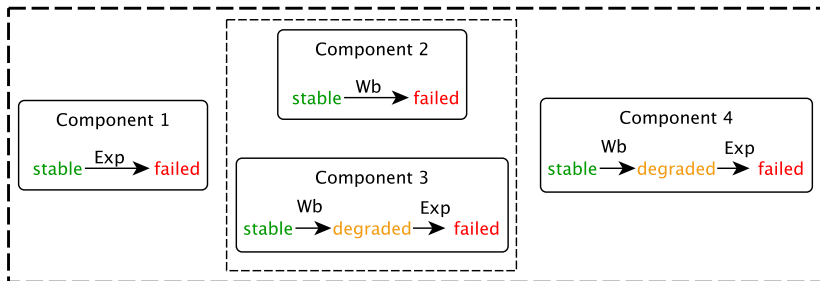 Component 1
Exp
stable failed
Component 2
Wb
stable failed
Component 3
Wb Exp
stable degraded failed
Component 4
Wb Exp
stable degraded failed